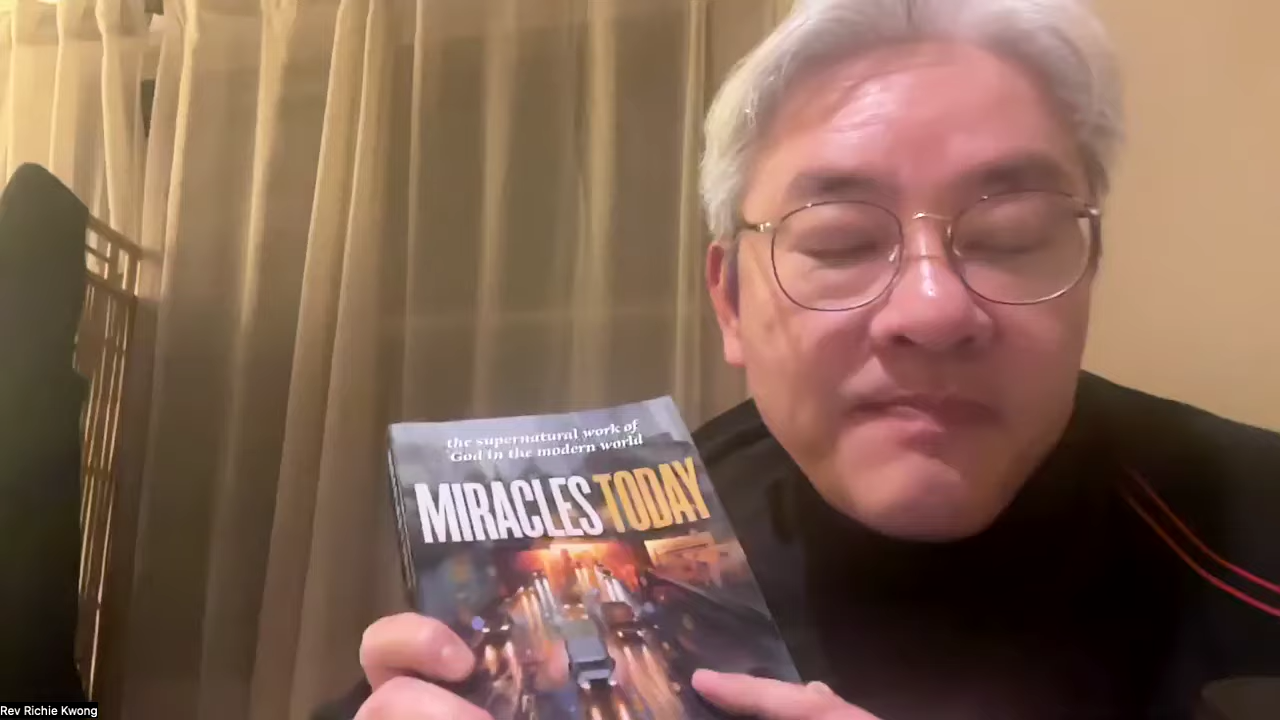 the supernatural work of
God in the modern world
MIRACLES TODAY
Rev Richie Kwong